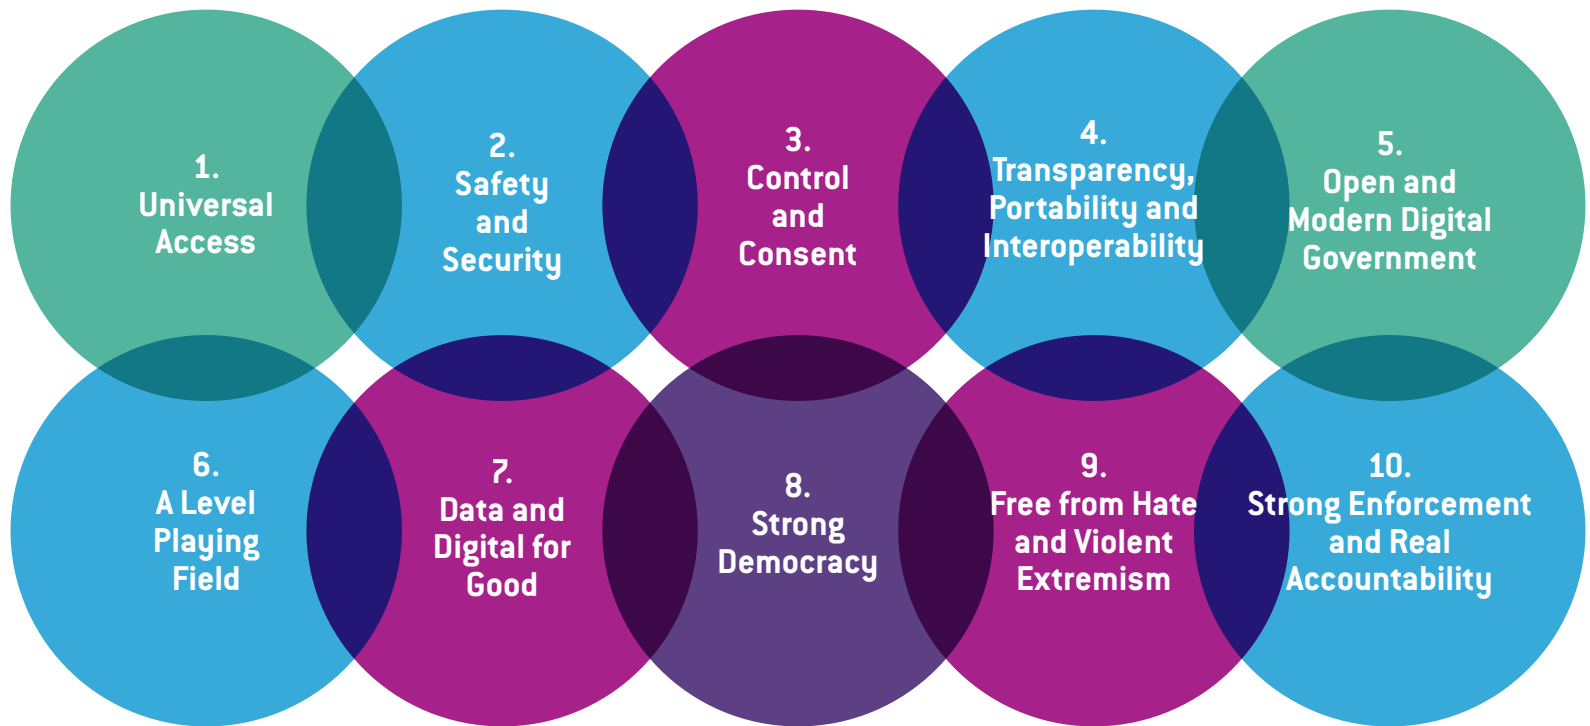 1.
Universal
Access
2.
Safety
and
Security
3.
Control
and
Consent
4.
Transparency,
Portability and
Interoperability
5.
Open and
Modern Digital
Government
6.
A Level
Playing
Field
7.
Data and
Digital for
Good
8.
Strong
Democracy
9.
Free from Hate
and Violent
Extremism
10.
Strong Enforcement
and Real
Accountability